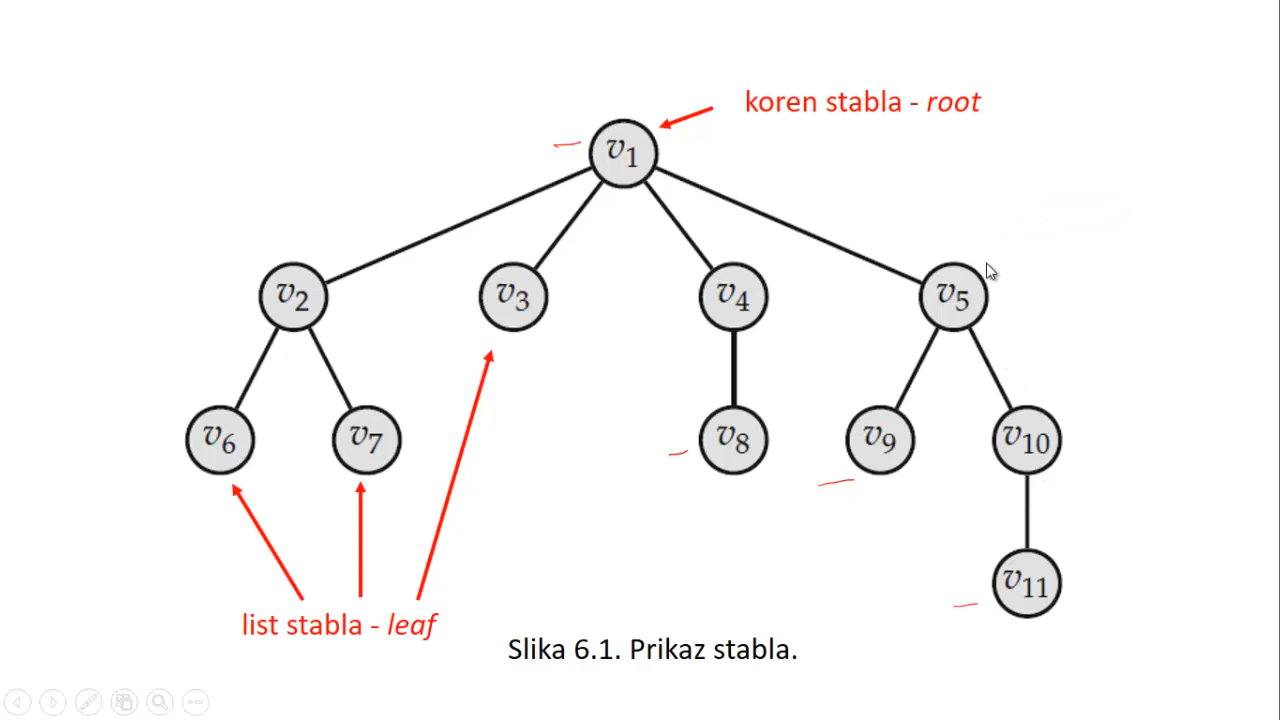 koren stabla - root
v1
v2 v3 v4 v5
v6 v7 v8 v9 v10
v11
list stabla - leaf
Slika 6.1. Prikaz stabla.